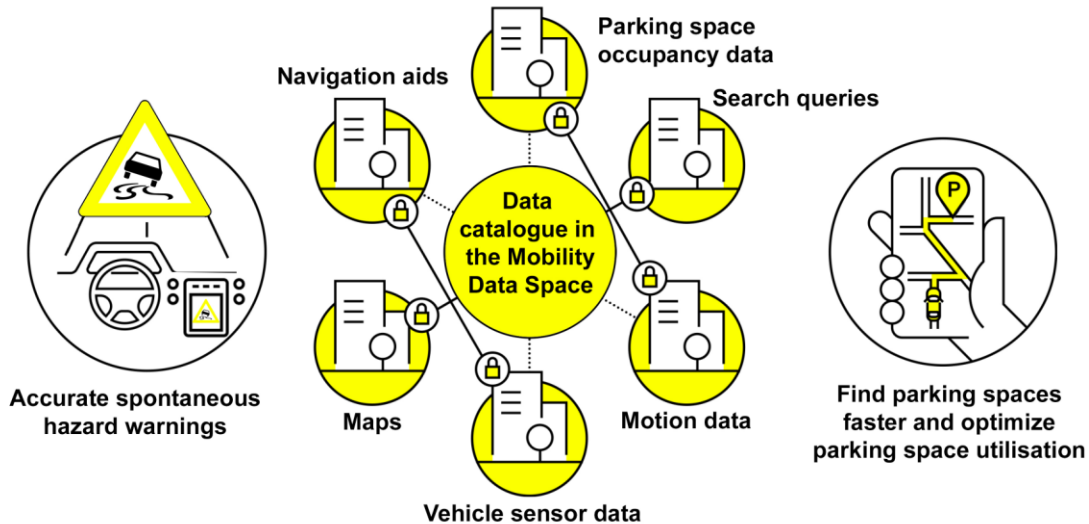 Parking space
occupancy data
Navigation aids
Search queries
Data
catalogue in
the Mobility
Data Space
P
Accurate spontaneous
hazard warnings
Maps
Motion data
Find parking spaces
faster and optimize
parking space utilisation
Vehicle sensor data